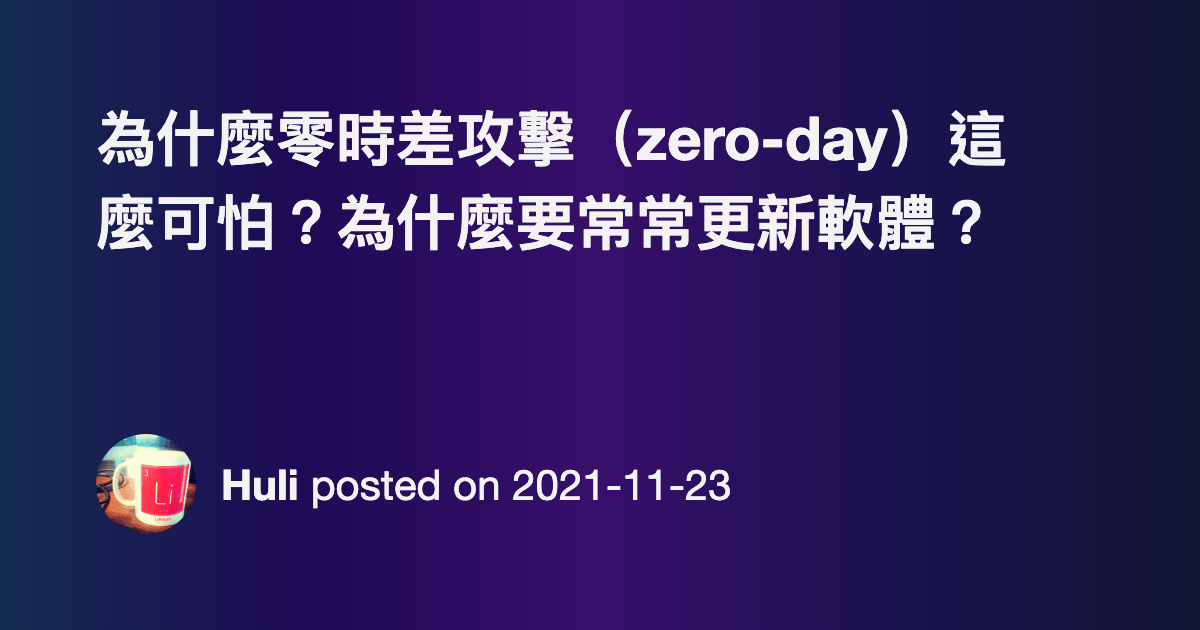 為什麼零時差攻擊（zero-day）這
麼可怕？為什麼要常常更新軟體？
3
Li
Lithium
Huli posted on 2021-11-23